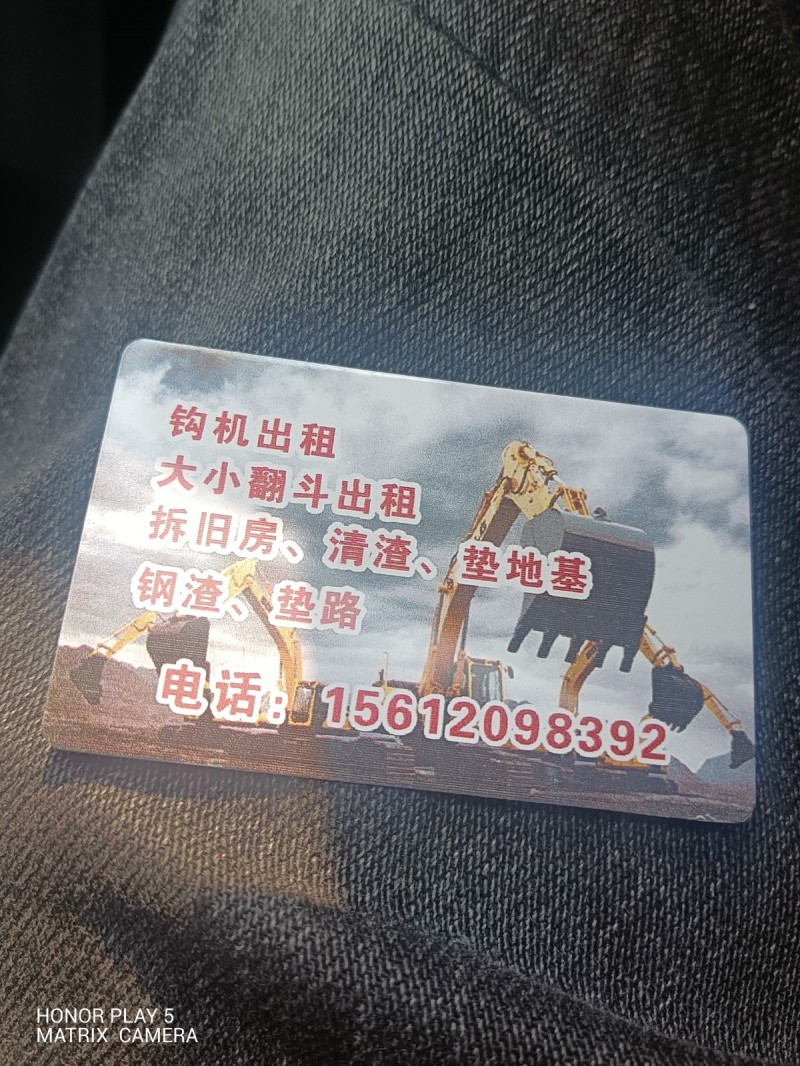 钩机出租
大小翻斗出租
拆旧房、清渣、垫地基
钢渣、垫路
电话：15612098392
HONOR PLAY 5
MATRIX CAMERA